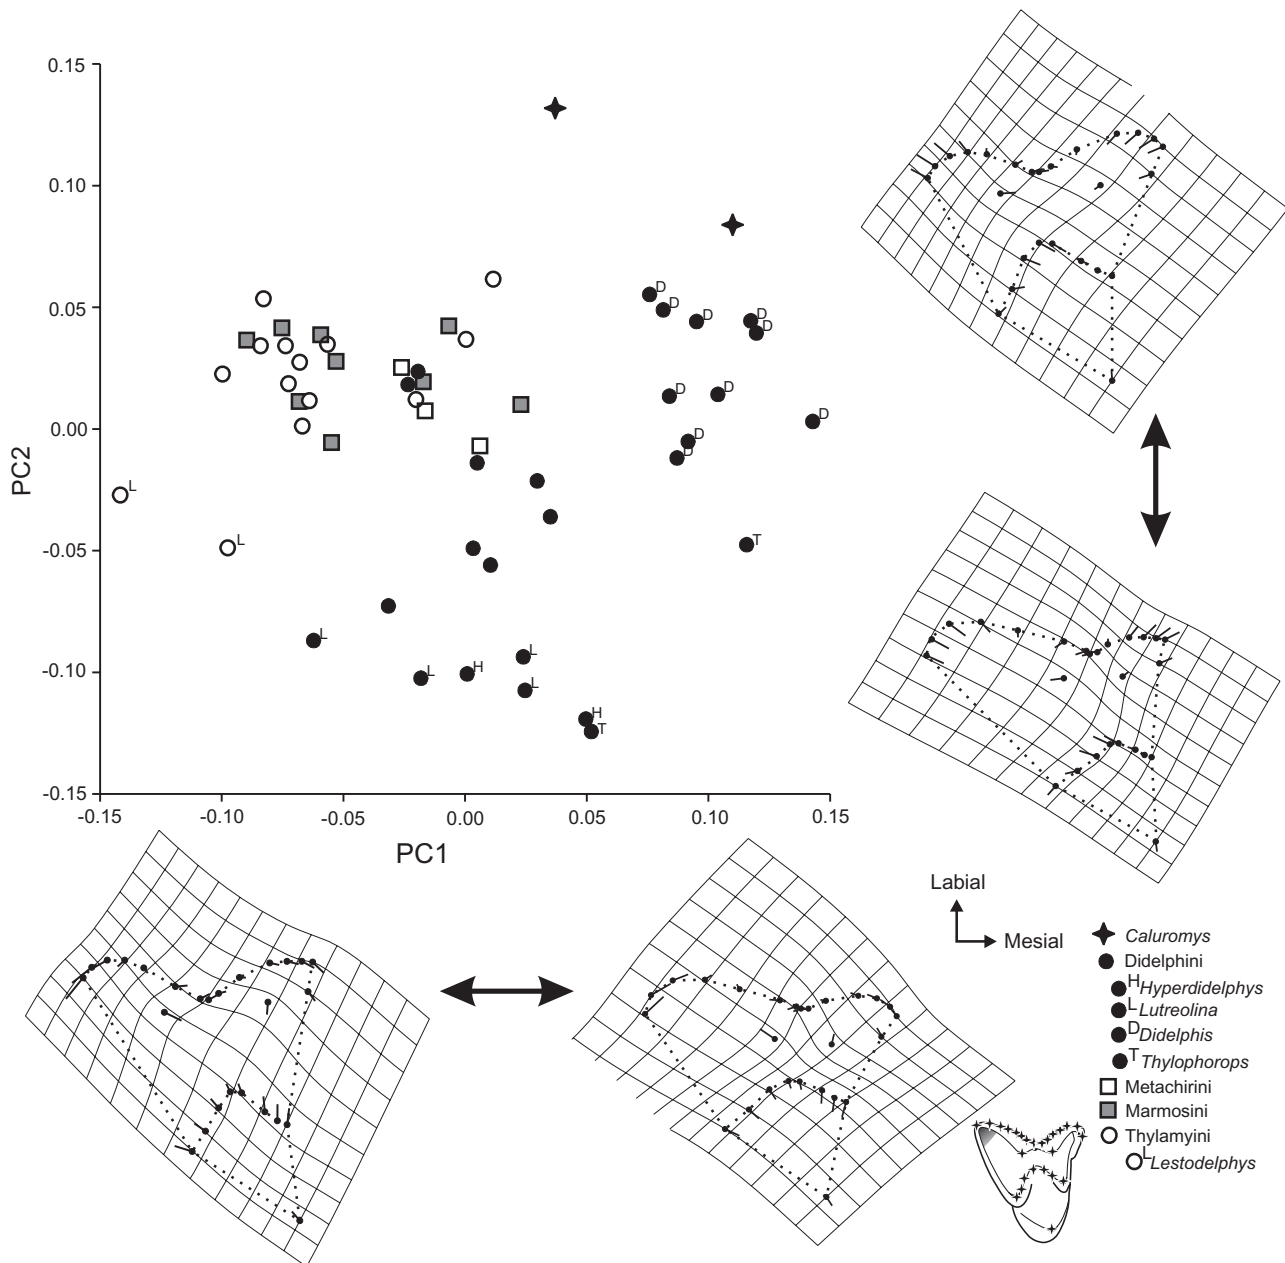 0.15
0.10
0.05
0.00
-0.05
-0.10
-0.15
PC2
D
D
D
D
D
D
D
D
D
D
L
L
T
L
L
L
H
L
H
T
-0.15 -0.10 -0.05 0.00 0.05 0.10 0.15
PC1
Labial
Mesial
Caluromys
Didelphini
H Hyperdidelphys
L Lutreolina
D Didelphis
T Thylophorops
Metachirini
Marmosini
Thylamyini
L Lestodelphys